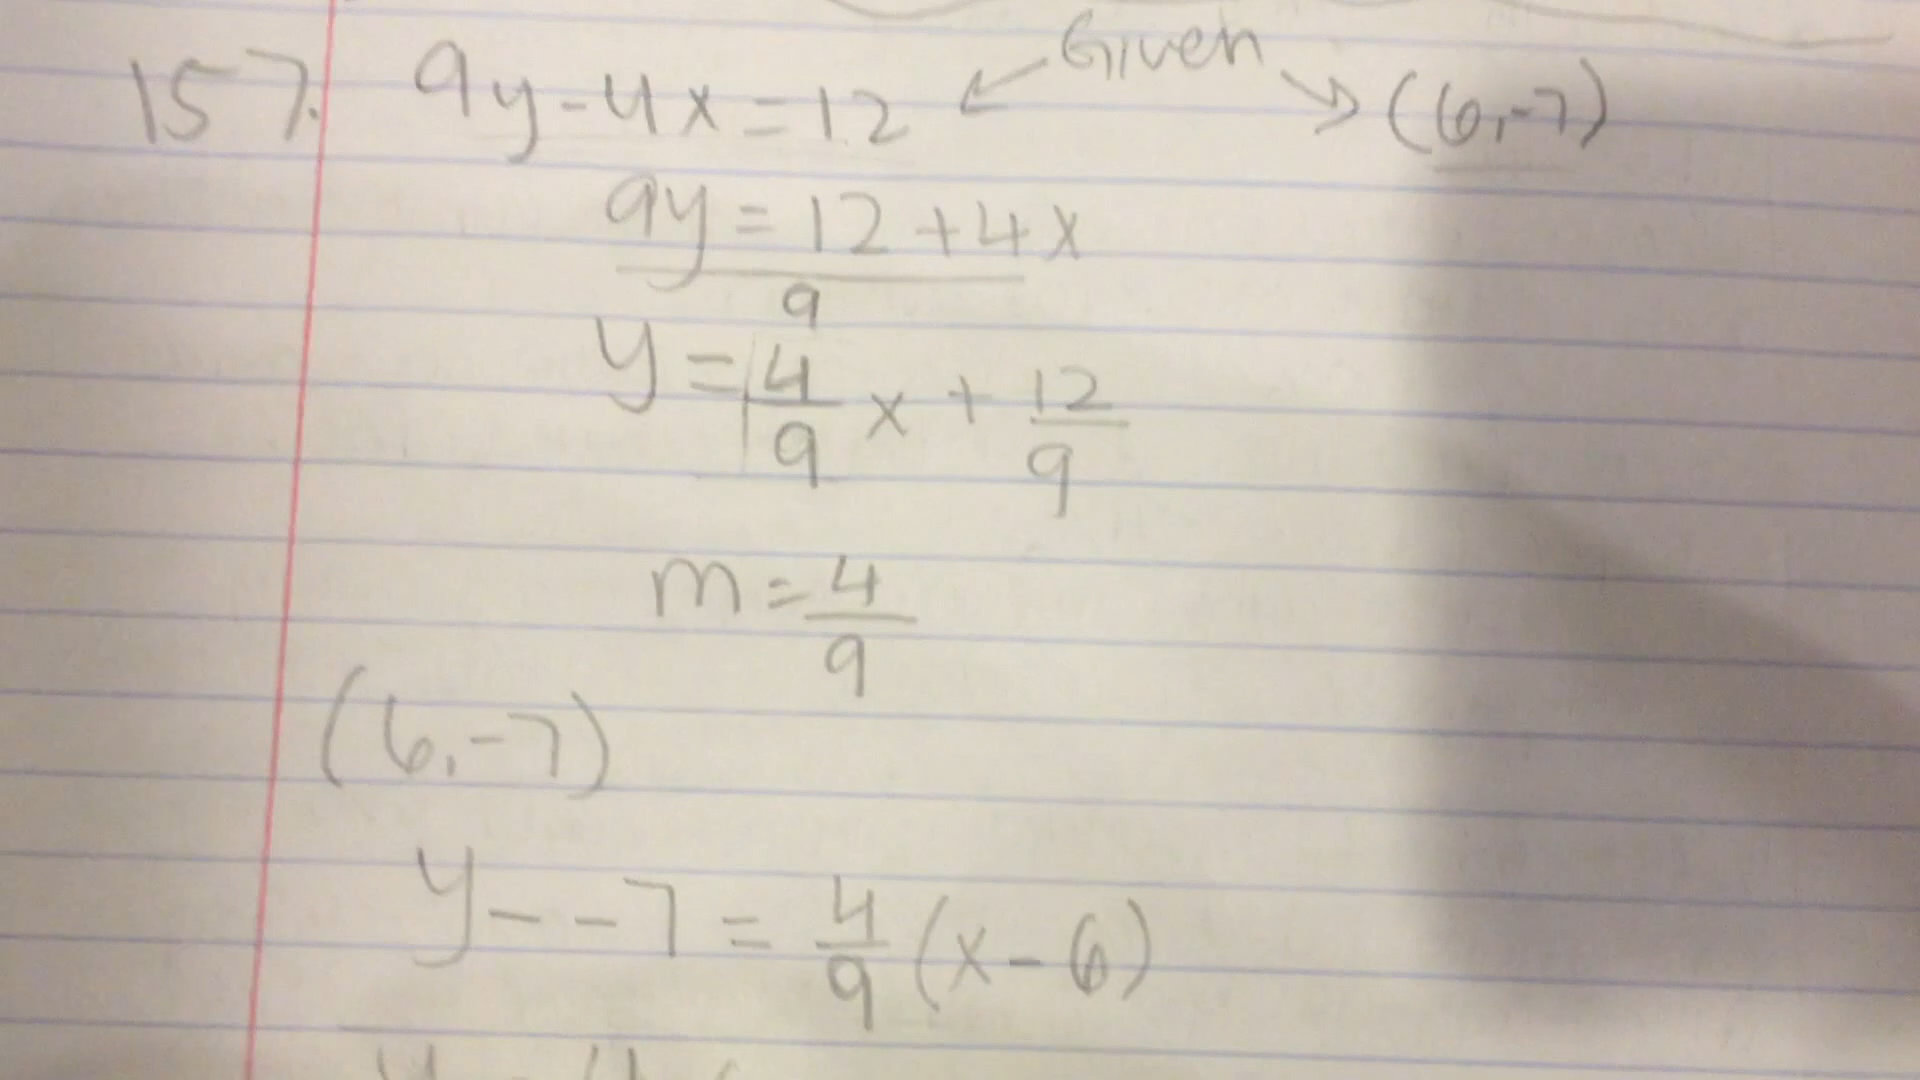 157. 9y-4x=12 ← Given → (6,-7)
9y = 12 + 4x
9
y = 4/9 x + 12/9
m = 4/9
(6,-7)
y - -7 = 4/9 (x - 6)